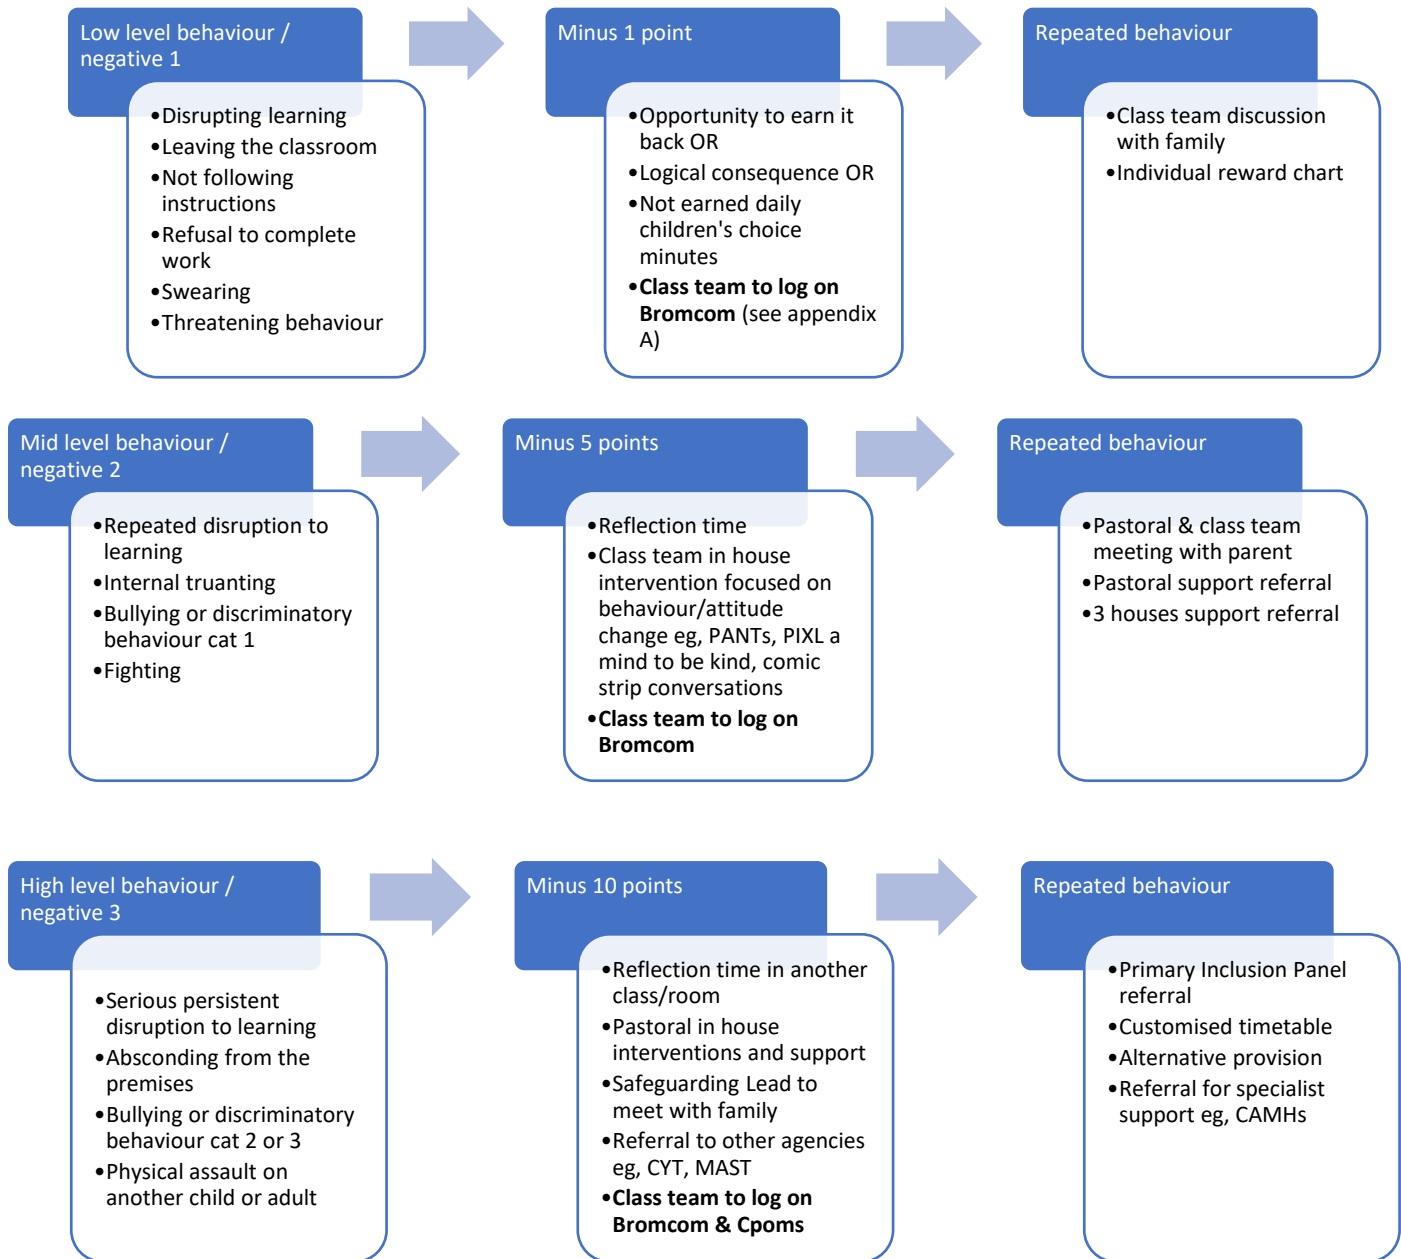 Low level behaviour /
negative 1
•Disrupting learning
•Leaving the classroom
•Not following
instructions
•Refusal to complete
work
•Swearing
•Threatening behaviour
Minus 1 point
•Opportunity to earn it
back OR
•Logical consequence OR
•Not earned daily
children's choice
minutes
•Class team to log on
Bromcom (see appendix
A)
Repeated behaviour
•Class team discussion
with family
•Individual reward chart
Mid level behaviour /
negative 2
•Repeated disruption to
learning
•Internal truanting
•Bullying or discriminatory
behaviour cat 1
•Fighting
Minus 5 points
•Reflection time
•Class team in house
intervention focused on
behaviour/attitude
change eg, PANTs, PIXL a
mind to be kind, comic
strip conversations
•Class team to log on
Bromcom
Repeated behaviour
•Pastoral & class team
meeting with parent
•Pastoral support referral
•3 houses support referral
High level behaviour /
negative 3
•Serious persistent
disruption to learning
•Absconding from the
premises
•Bullying or discriminatory
behaviour cat 2 or 3
•Physical assault on
another child or adult
Minus 10 points
•Reflection time in another
class/room
•Pastoral in house
interventions and support
•Safeguarding Lead to
meet with family
•Referral to other agencies
eg, CYT, MAST
•Class team to log on
Bromcom & Cpoms
Repeated behaviour
•Primary Inclusion Panel
referral
•Customised timetable
•Alternative provision
•Referral for specialist
support eg, CAMHs